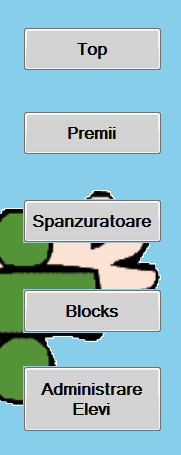 Top
Premii
Spanzuratoare
Blocks
Administrare
Elevi